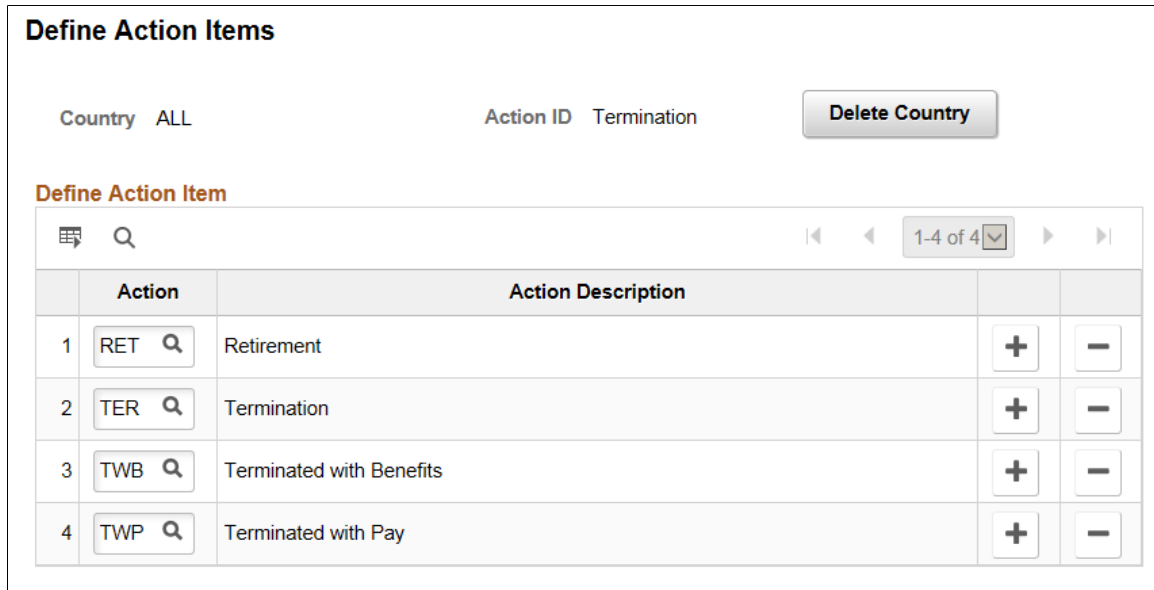 Define Action Items
Country ALL Action ID Termination Delete Country
Define Action Item
1-4 of 4
Action Action Description
1 RET Retirement
2 TER Termination
3 TWB Terminated with Benefits
4 TWP Terminated with Pay